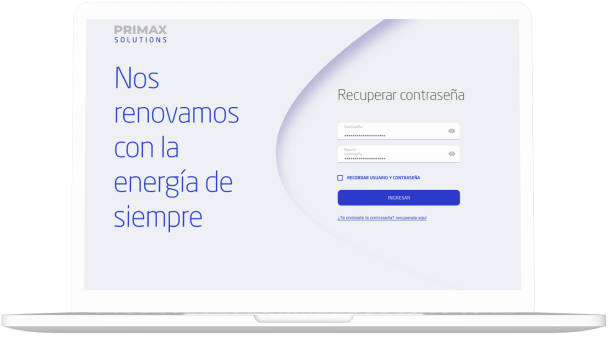 PRIMAX
SOLUTIONS
Nos
renovamos
con la
energía de
siempre
Recuperar contraseña
Contraseña
Repetir
contraseña
RECORDAR USUARIO Y CONTRASEÑA
INGRESAR
¿Te olvidaste la contraseña? recuperala aquí